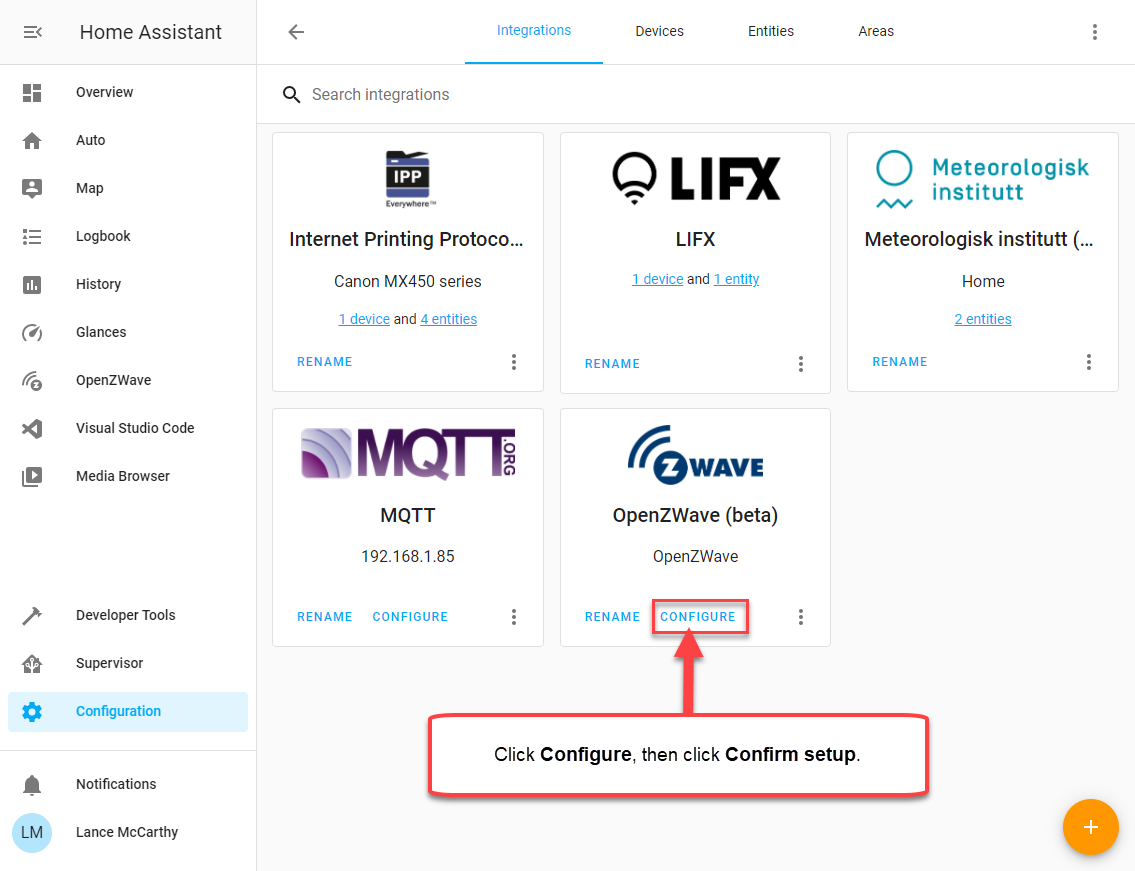 Home Assistant
Overview
Auto
Map
Logbook
History
Glances
OpenZWave
Visual Studio Code
Media Browser
Developer Tools
Supervisor
Configuration
Notifications
LM
Lance McCarthy
Integrations
Devices
Entities
Areas
Search integrations
IPP
Everywhere™
Internet Printing Protoco...
Canon MX450 series
1 device and 4 entities
RENAME
LIFX
LIFX
1 device and 1 entity
RENAME
Meteorologisk
institutt
Meteorologisk institutt (...
Home
2 entities
RENAME
MQTT.ORG
MQTT
192.168.1.85
RENAME CONFIGURE
Z WAVE
OpenZWave (beta)
OpenZWave
RENAME CONFIGURE
Click Configure, then click Confirm setup.